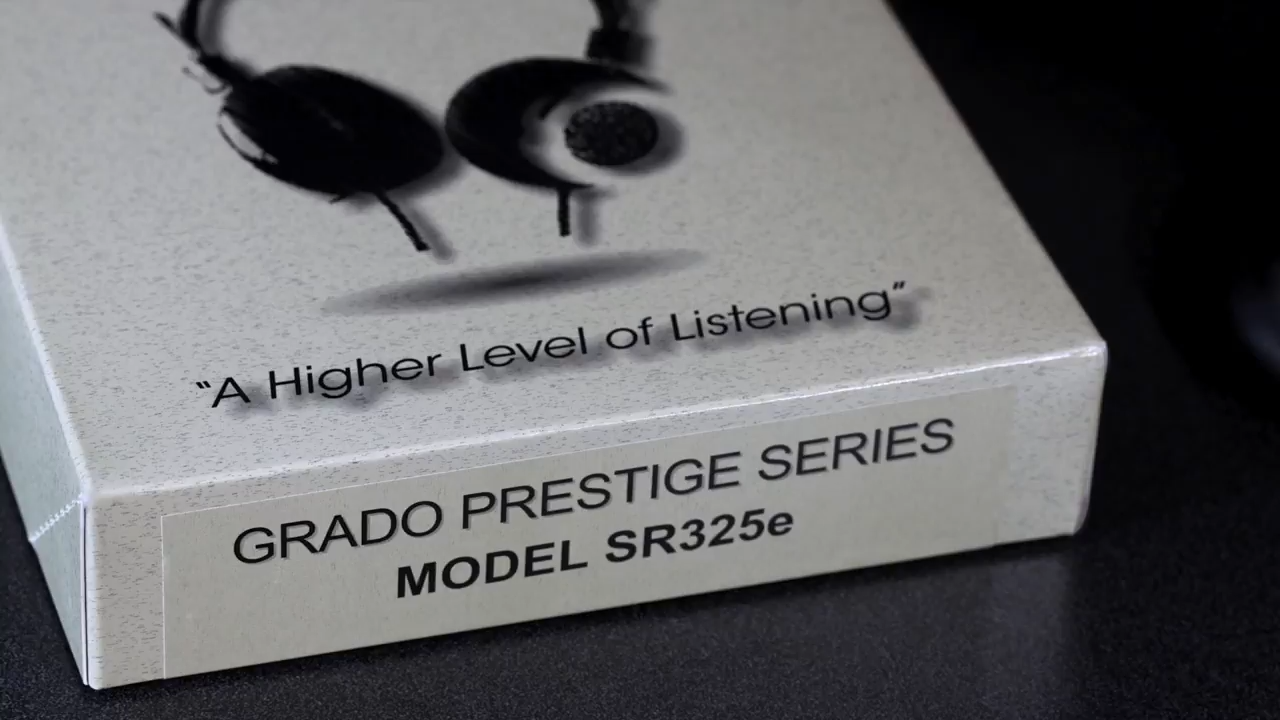 “A Higher Level of Listening”
GRADO PRESTIGE SERIES
MODEL SR325e